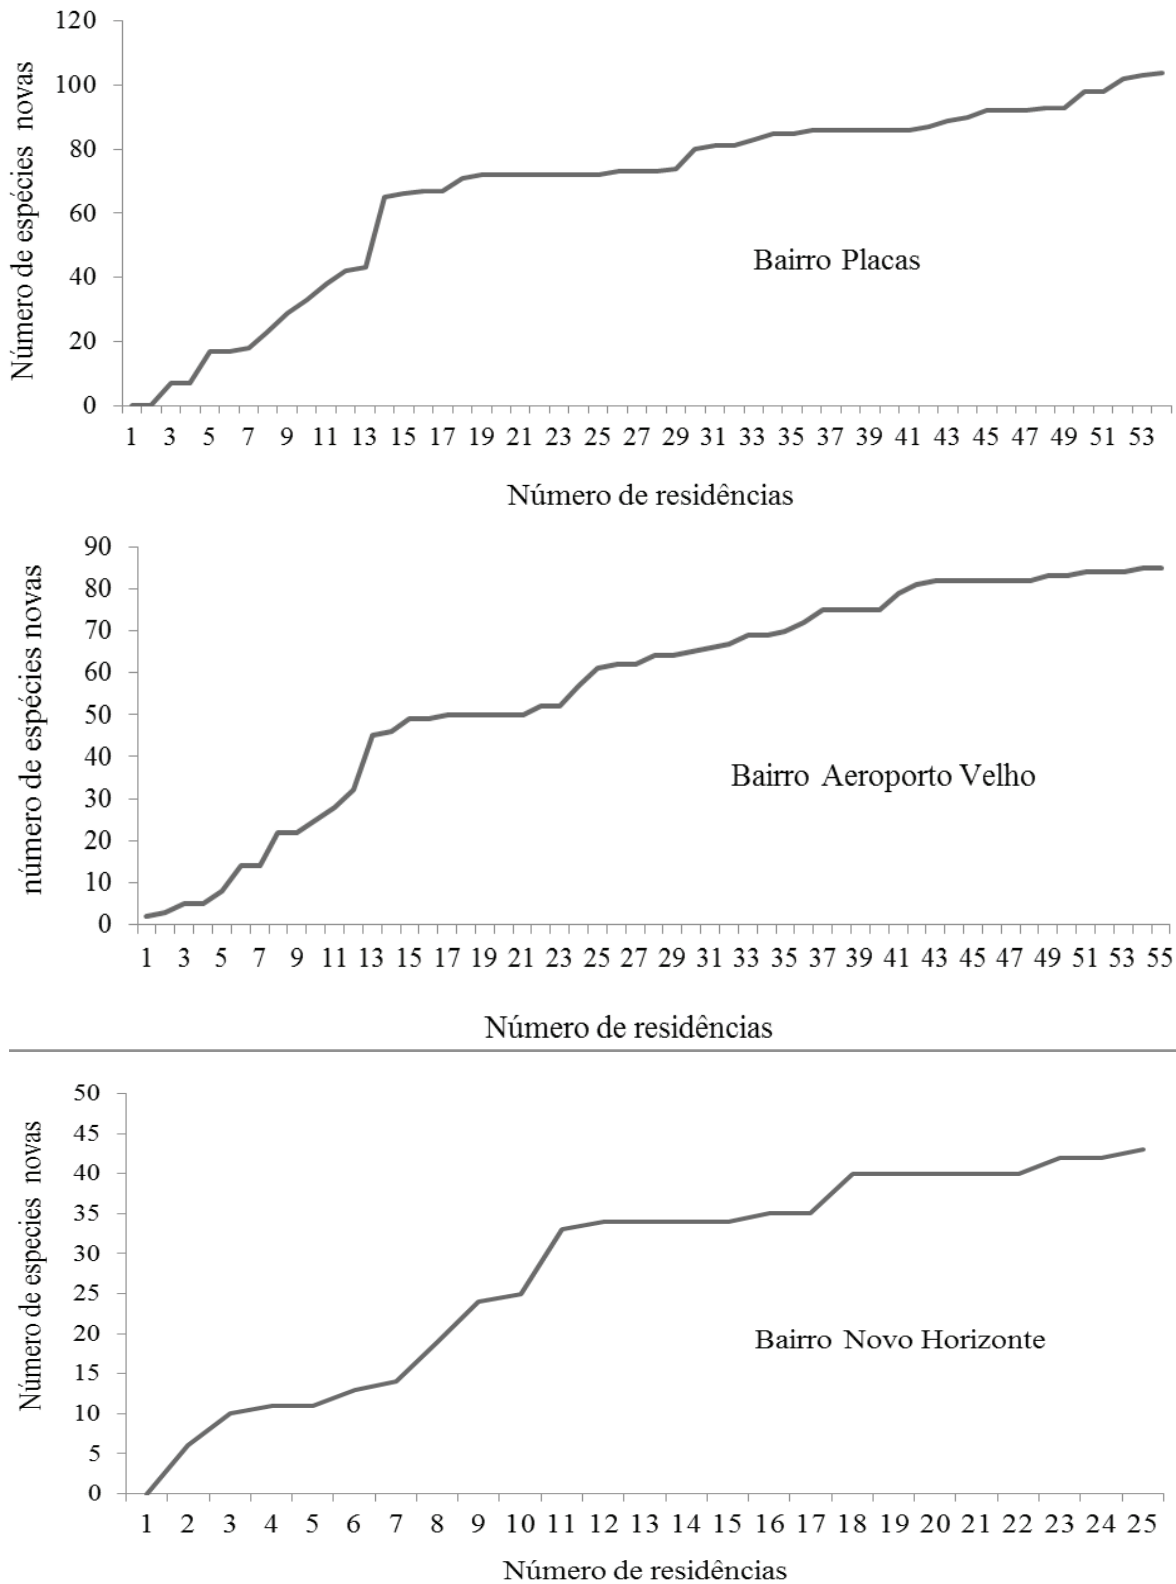 120
100
80
60
40
20
0
Número de espécies novas
Bairro Placas
1 3 5 7 9 11 13 15 17 19 21 23 25 27 29 31 33 35 37 39 41 43 45 47 49 51 53
Número de residências
90
80
70
60
50
40
30
20
10
0
número de espécies novas
Bairro Aeroporto Velho
1 3 5 7 9 11 13 15 17 19 21 23 25 27 29 31 33 35 37 39 41 43 45 47 49 51 53 55
Número de residências
50
45
40
35
30
25
20
15
10
5
0
Número de especies novas
Bairro Novo Horizonte
1 2 3 4 5 6 7 8 9 10 11 12 13 14 15 16 17 18 19 20 21 22 23 24 25
Número de residências